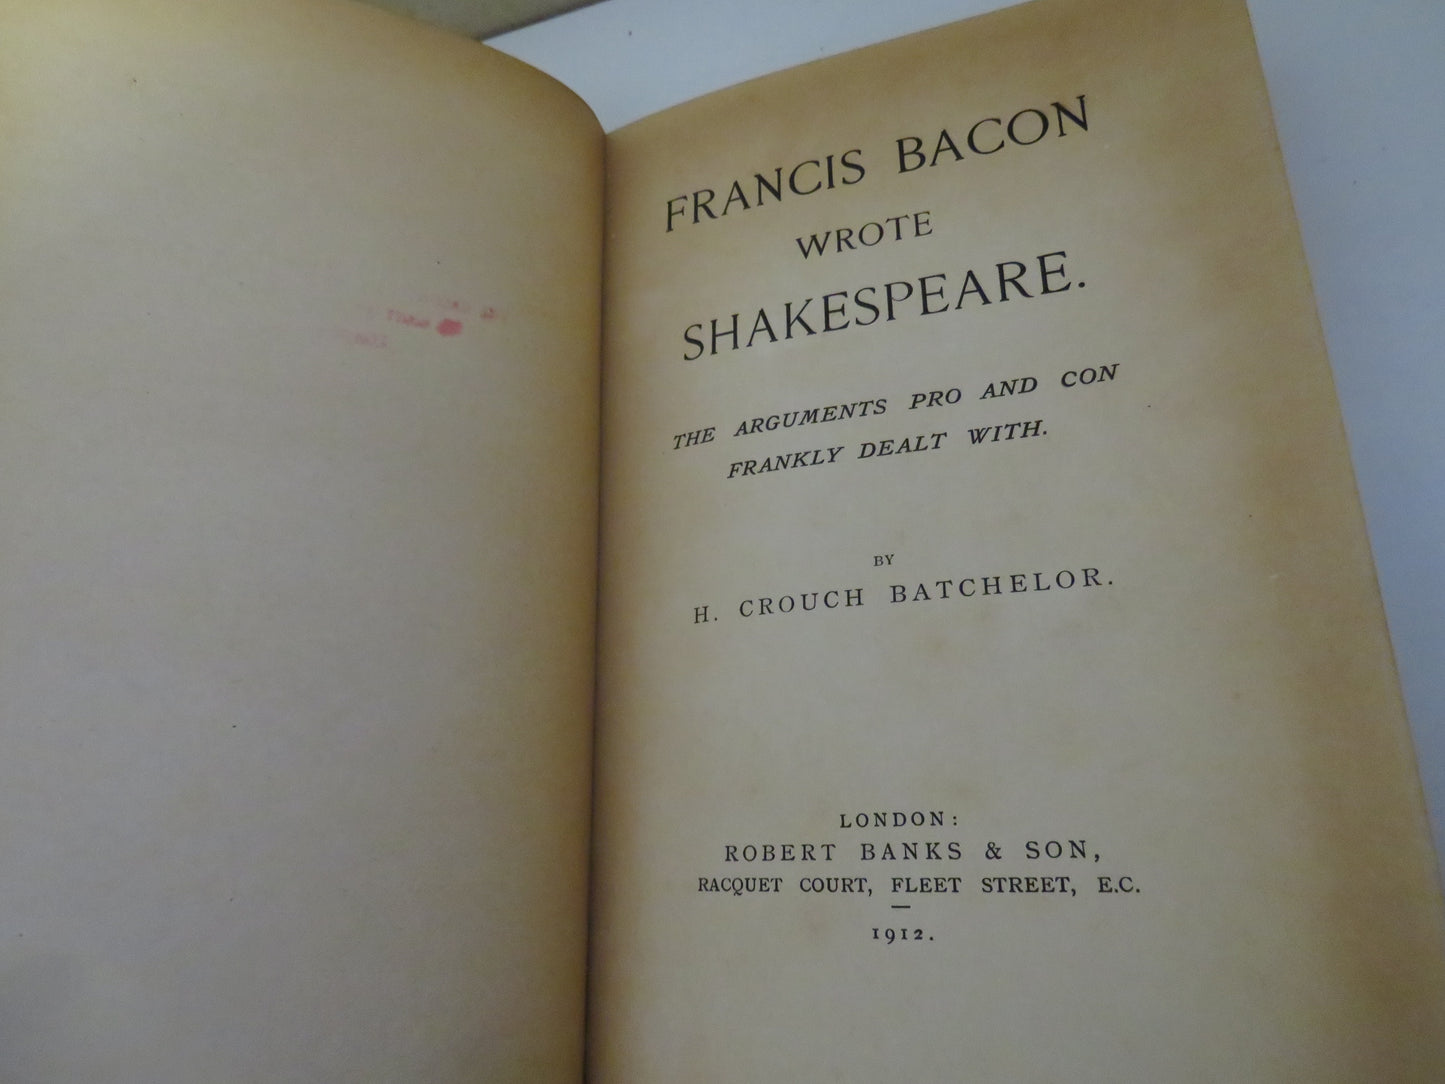 FRANCIS BACON
WROTE
SHAKESPEARE.
THE ARGUMENTS PRO AND CON
FRANKLY DEALT WITH.
BY
H. CROUCH BATCHELOR.
LONDON:
ROBERT BANKS & SON,
RACQUET COURT, FLEET STREET, E.C.
1912.